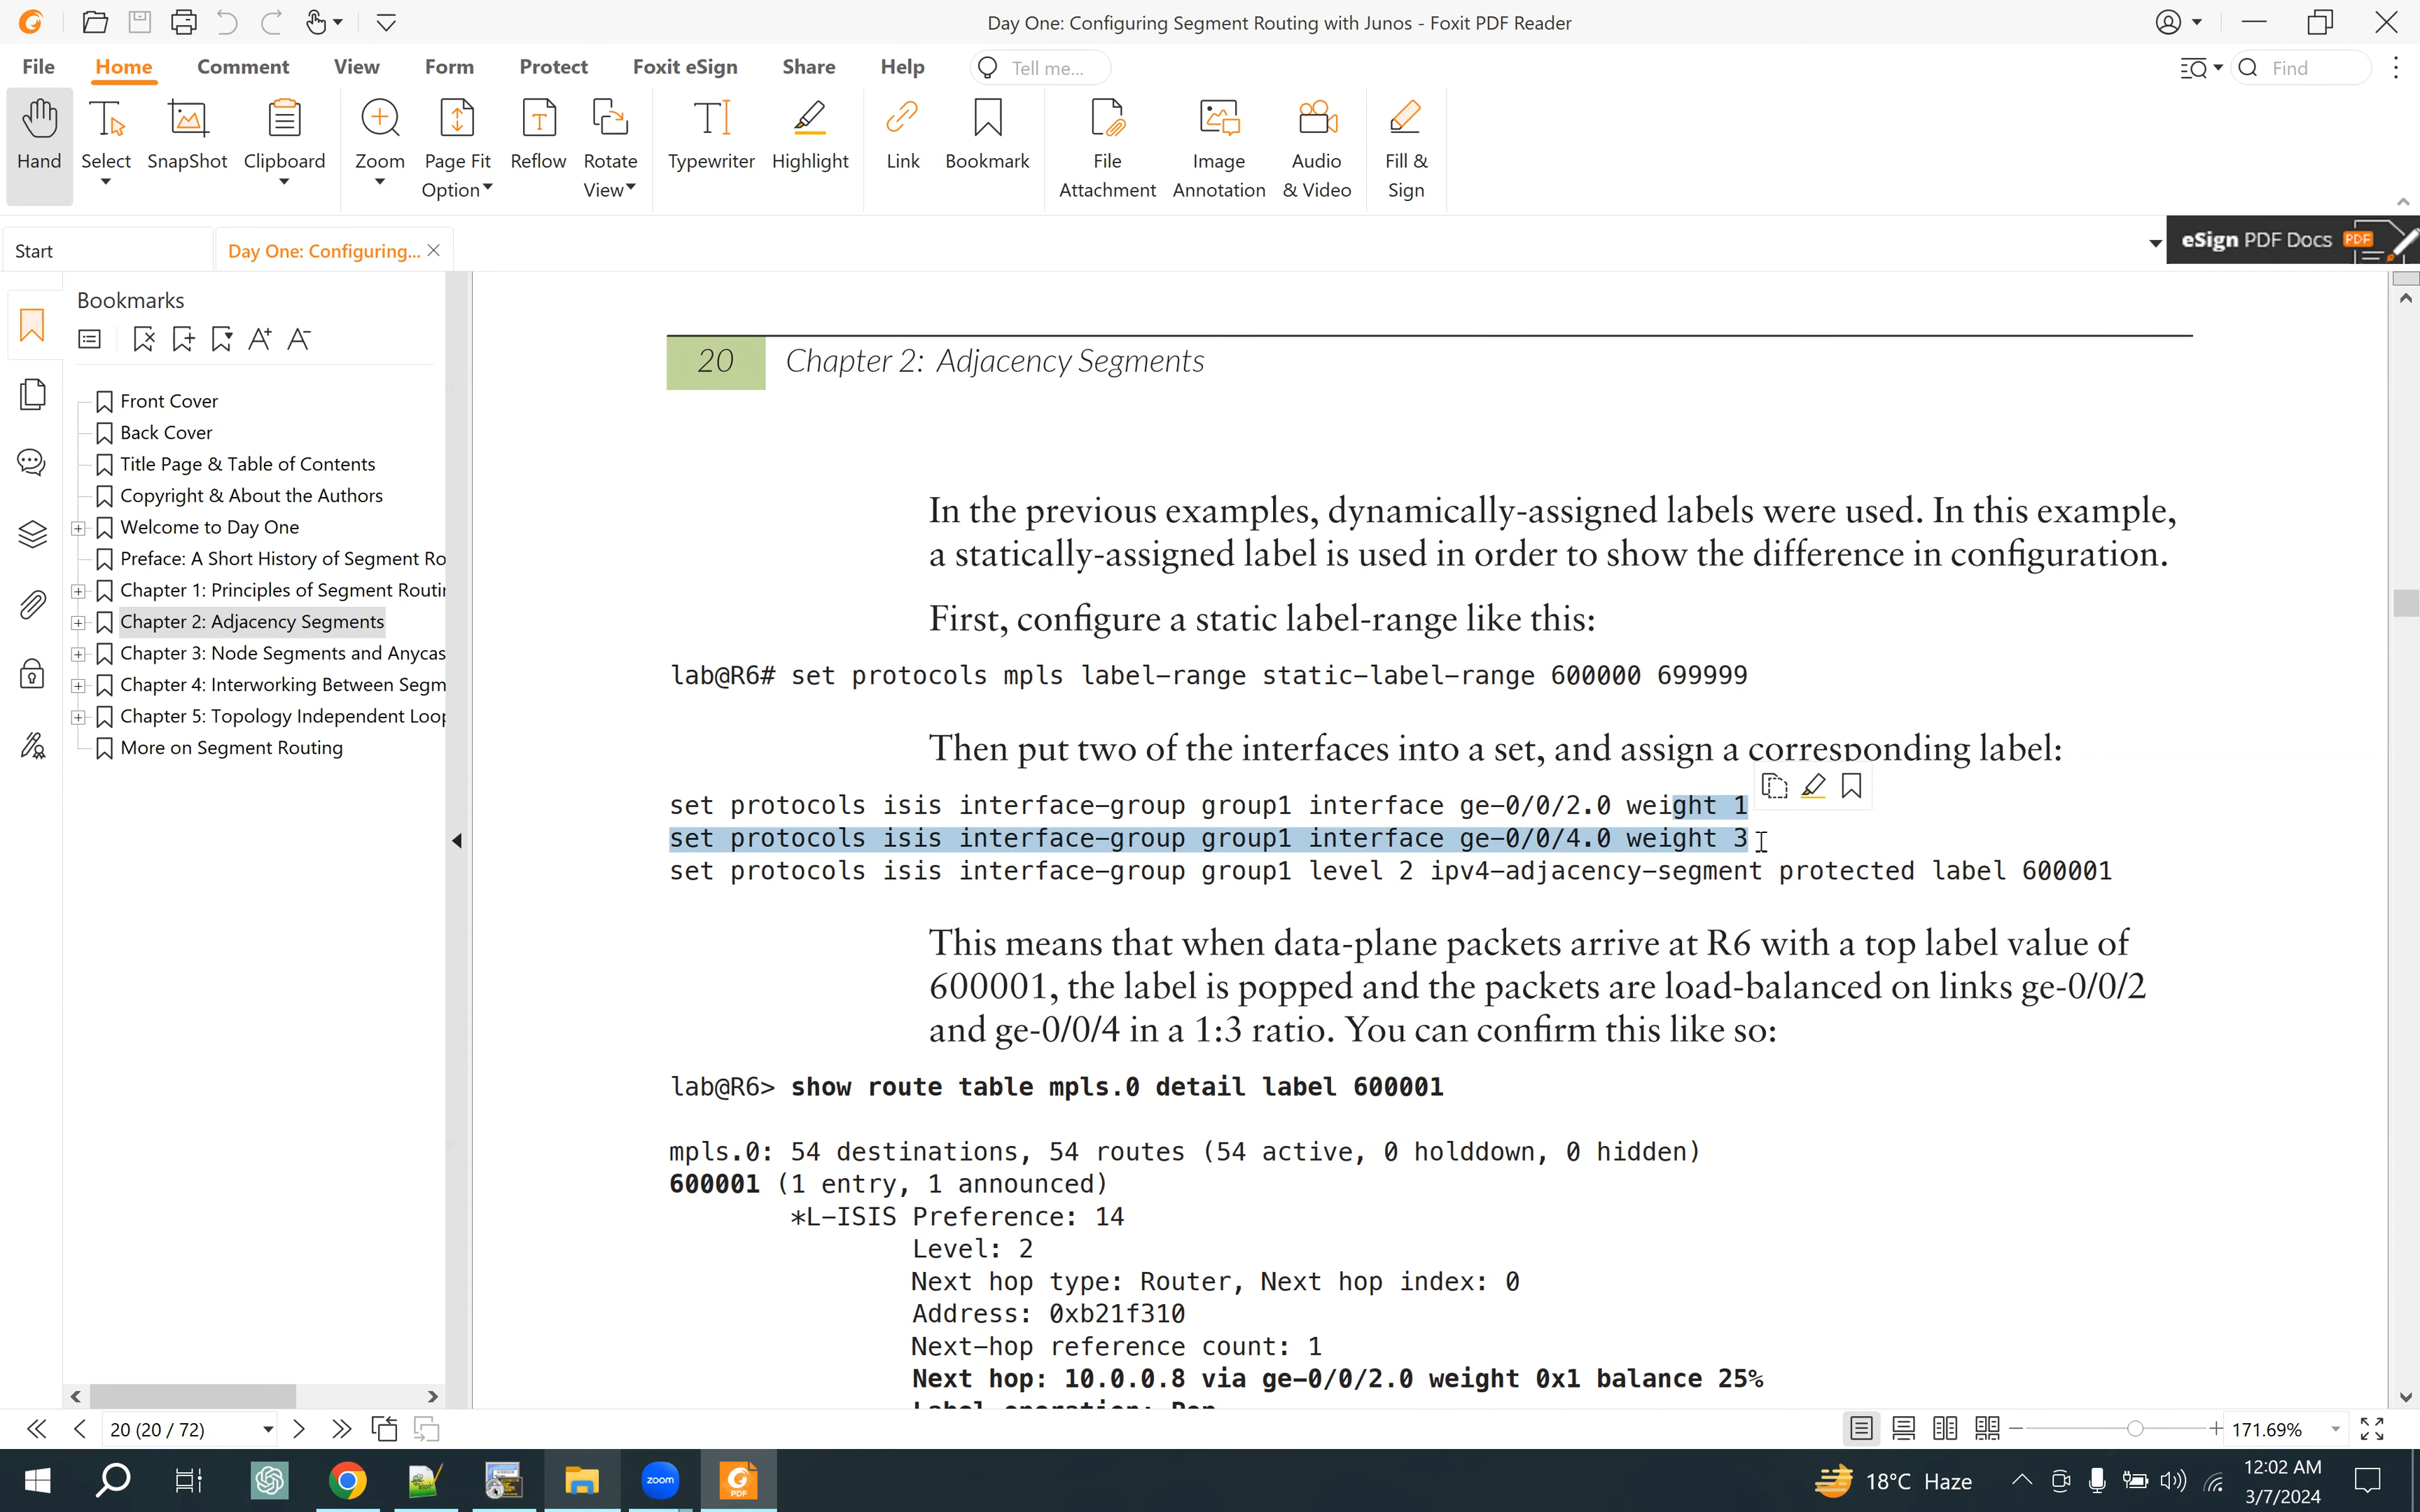 Day One: Configuring Segment Routing with Junos - Foxit PDF Reader
File Home Comment View Form Protect Foxit eSign Share Help Tell me... Find
Hand Select SnapShot Clipboard Zoom Page Fit Option Reflow Rotate View Typewriter Highlight Link Bookmark File Attachment Image Annotation Audio & Video Fill & Sign
Start Day One: Configuring... eSign PDF Docs PDF
Bookmarks
Front Cover
Back Cover
Title Page & Table of Contents
Copyright & About the Authors
Welcome to Day One
Preface: A Short History of Segment Ro
Chapter 1: Principles of Segment Routin
Chapter 2: Adjacency Segments
Chapter 3: Node Segments and Anycas
Chapter 4: Interworking Between Segm
Chapter 5: Topology Independent Loop
More on Segment Routing
20 Chapter 2: Adjacency Segments
In the previous examples, dynamically-assigned labels were used. In this example,
a statically-assigned label is used in order to show the difference in configuration.
First, configure a static label-range like this:
lab@R6# set protocols mpls label-range static-label-range 600000 699999
Then put two of the interfaces into a set, and assign a corresponding label:
set protocols isis interface-group group1 interface ge-0/0/2.0 weight 1
set protocols isis interface-group group1 interface ge-0/0/4.0 weight 3
set protocols isis interface-group group1 level 2 ipv4-adjacency-segment protected label 600001
This means that when data-plane packets arrive at R6 with a top label value of
600001, the label is popped and the packets are load-balanced on links ge-0/0/2
and ge-0/0/4 in a 1:3 ratio. You can confirm this like so:
lab@R6> show route table mpls.0 detail label 600001
mpls.0: 54 destinations, 54 routes (54 active, 0 holddown, 0 hidden)
600001 (1 entry, 1 announced)
*L-ISIS Preference: 14
Level: 2
Next hop type: Router, Next hop index: 0
Address: 0xb21f310
Next-hop reference count: 1
Next hop: 10.0.0.8 via ge-0/0/2.0 weight 0x1 balance 25%
Label operation: Pop
20 (20 / 72) 171.69%
zoom PDF 18°C Haze 12:02 AM
3/7/2024